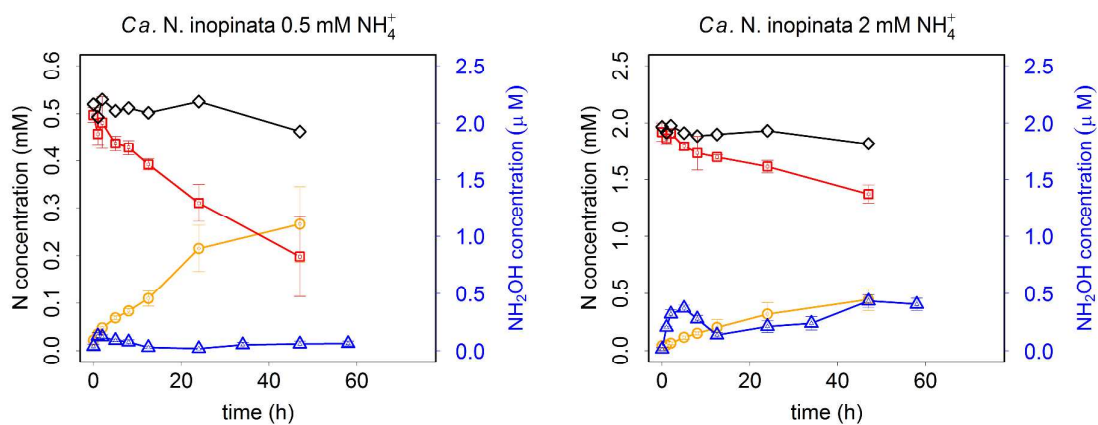 Ca. N. inopinata 0.5 mM NH₄⁺
N concentration (mM)
0.6
0.5
0.4
0.3
0.2
0.1
0.0
NH₂OH concentration (μ M)
2.5
2.0
1.5
1.0
0.5
0.0
0 20 40 60
time (h)
Ca. N. inopinata 2 mM NH₄⁺
N concentration (mM)
2.5
2.0
1.5
1.0
0.5
0.0
NH₂OH concentration (μ M)
2.5
2.0
1.5
1.0
0.5
0.0
0 20 40 60
time (h)